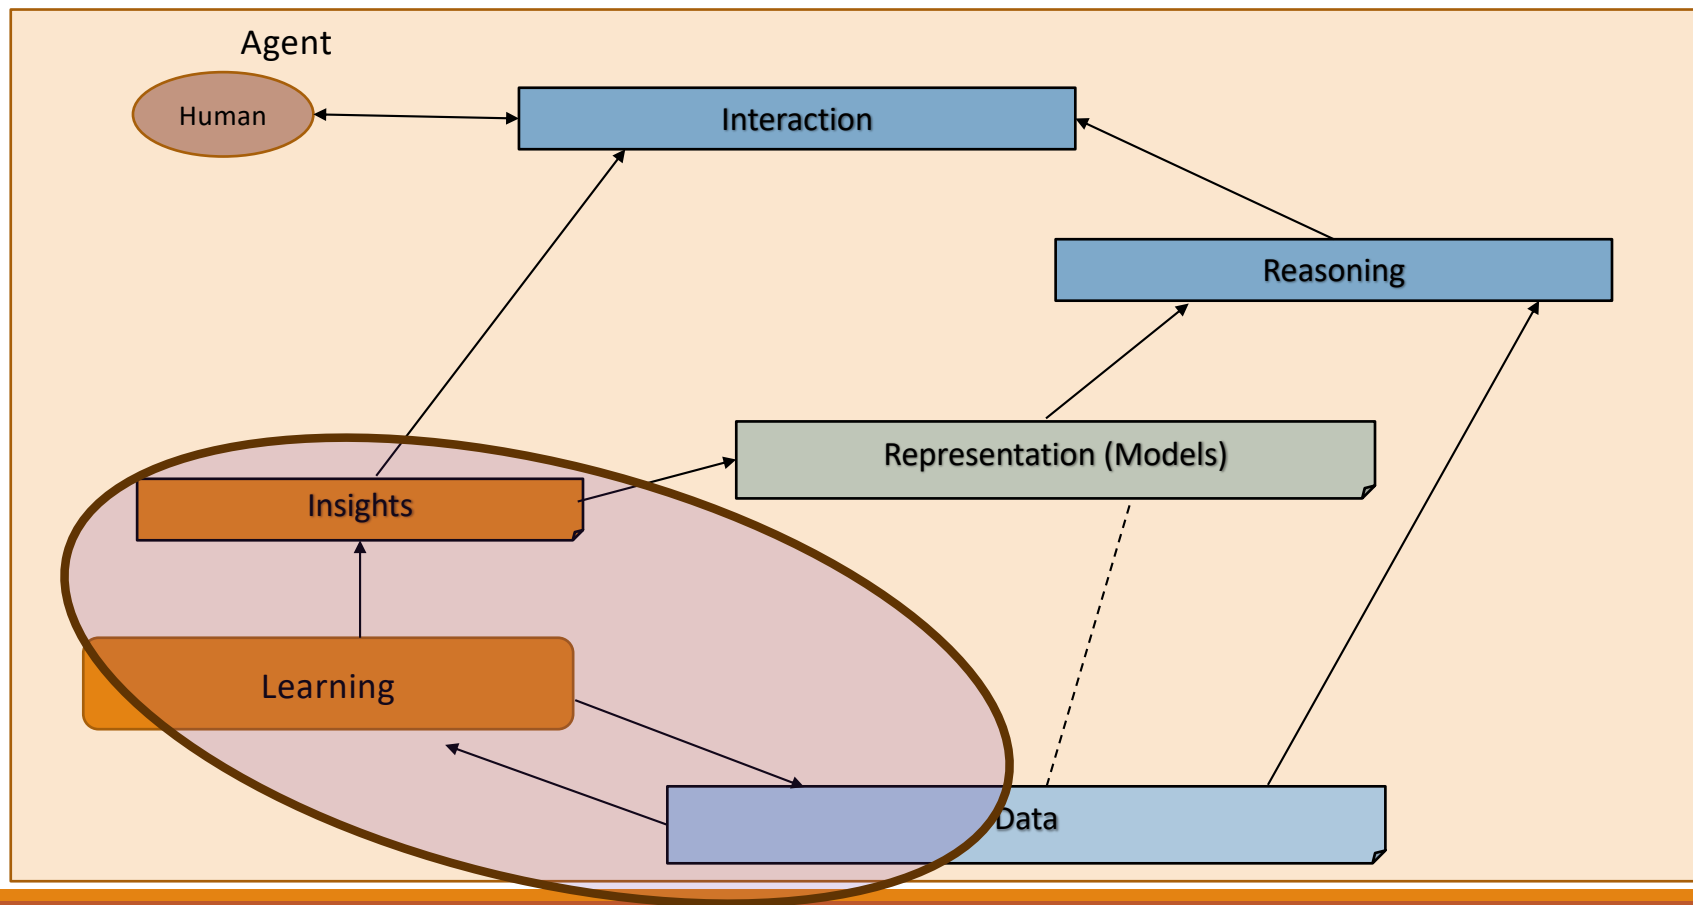 Agent
Human
Interaction
Reasoning
Representation (Models)
Insights
Learning
Data